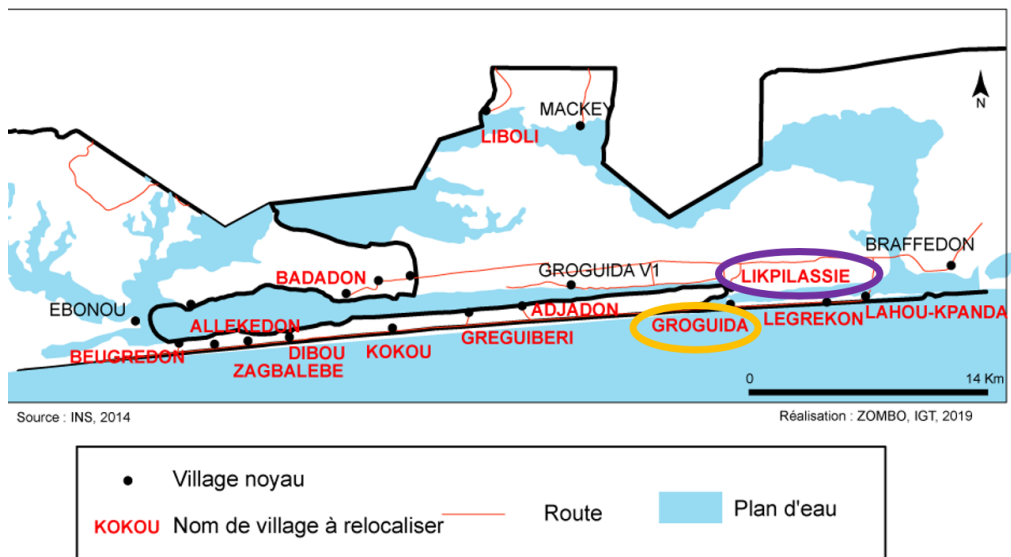 MACKEY
N
LIBOLI
BRAFFEDON
BADADON
GROGUIDA V1
LIKPILASSIE
EBONOU
ALLEKEDON
ADJADON
GROGUIDA
LEGREKON
LAHOU-KPANDA
BEUGREDON
DIBOU
KOKOU
GREGUIBERI
ZAGBALEBE
0 14 Km
Source : INS, 2014
Réalisation : ZOMBO, IGT, 2019
Village noyau
KOKOU Nom de village à relocaliser
Route
Plan d'eau